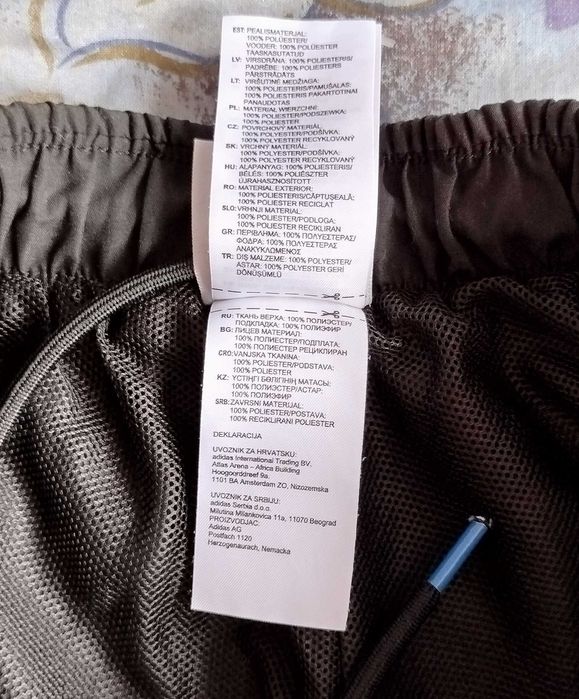 EST: PEALISMATERJAL:
100% POLÜESTER/
VOODER: 100% POLÜESTER
TAASKASUTATUD
LV: VIRSDRĀNA: 100% POLIESTERIS/
PADRĒBE: 100% POLIESTERIS
PĀRSTRĀDĀTS
LT: VIRŠUTINĖ MEDŽIAGA:
100% POLIESTERIS/PAMUŠALAS:
100% POLIESTERIS PAKARTOTINAI
PANAUDOTAS
PL: MATERIAŁ WIERZCHNI:
100% POLIESTER/PODSZEWKA:
100% POLIESTER
CZ: POVRCHOVÝ MATERIÁL:
100% POLYESTER/PODŠÍVKA:
100% POLYESTER RECYKLOVANÝ
SK: VRCHNÝ MATERIÁL:
100% POLYESTER/PODŠÍVKA:
100% POLYESTER RECYKLOVANÝ
HU: ALAPANYAG: 100% POLIÉSZTER/
BÉLÉS: 100% POLIÉSZTER
ÚJRAHASZNOSÍTOTT
RO: MATERIAL EXTERIOR:
100% POLIESTER/CĂPTUŞEALĂ:
100% POLIESTER RECICLAT
SLO: VRHNJI MATERIAL:
100% POLIESTER/PODLOGA:
100% POLIESTER RECIKLIRAN
GR: ΠΕΡΙΒΛΗΜΑ: 100% ΠΟΛΥΕΣΤΕΡΑΣ/
ΦΟΔΡΑ: 100% ΠΟΛΥΕΣΤΕΡΑΣ
ΑΝΑΚΥΚΛΩΜΕΝΟΣ
TR: DIŞ MALZEME: 100% POLYESTER/
ASTAR: 100% POLYESTER GERİ
DÖNÜŞÜMLÜ
RU: ТКАНЬ ВЕРХА: 100% ПОЛИЭСТЕР/
ПОДКЛАДКА: 100% ПОЛИЭФИР
BG: ЛИЦЕВ МАТЕРИАЛ:
100% ПОЛИЕСТЕР/ПОДПЛАТА:
100% ПОЛИЕСТЕР РЕЦИКЛИРАН
CRO: VANJSKA TKANINA:
100% POLIESTER/PODSTAVA:
100% POLIESTER
KZ: ҮСТІҢГІ БӨЛІГІНІҢ МАТАСЫ:
100% ПОЛИЭСТЕР/АСТАР:
100% ПОЛИЭФИР
SRB: ZAVRSNI MATERIJAL:
100% POLIESTER/POSTAVA:
100% RECIKLIRANI POLIESTER
DEKLARACIJA
UVOZNIK ZA HRVATSKU:
adidas International Trading BV.
Atlas Arena – Africa Building
Hoogoorddreef 9a.
1101 BA Amsterdam ZO, Nizozemska
UVOZNIK ZA SRBIJU:
adidas Serbia d.o.o.
Milutina Milankovica 11a, 11070 Beograd
PROIZVODJAC:
Adidas AG
Postfach 1120
Herzogenaurach, Nemacka